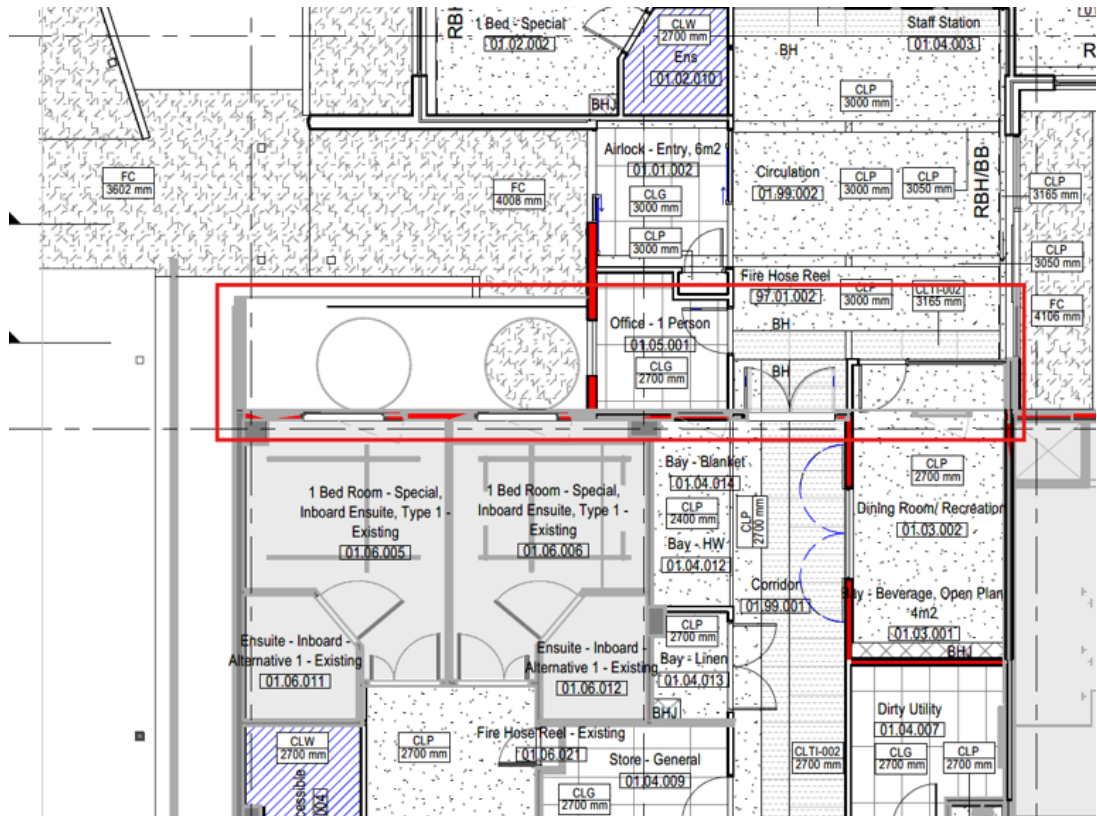 RBH
1 Bed - Special
01.02.002
CLW
2700 mm
Ens
01.02.010
BHJ
BH
Staff Station
01.04.003
CLP
3000 mm
FC
3602 mm
FC
4008 mm
Airlock - Entry, 6m2
01.01.002
CLG
3000 mm
CLP
3000 mm
Circulation
01.99.002
CLP
3000 mm
CLP
3050 mm
RBH/BB
CLP
3165 mm
CLP
3050 mm
FC
4106 mm
Fire Hose Reel
97.01.002
CLP
3000 mm
CLTI-002
3165 mm
BH
Office - 1 Person
01.05.001
CLG
2700 mm
BH
1 Bed Room - Special,
Inboard Ensuite, Type 1 -
Existing
01.06.005
1 Bed Room - Special,
Inboard Ensuite, Type 1 -
Existing
01.06.006
Bay - Blanket
01.04.014
CLP
2400 mm
Bay - HW
01.04.012
CLP
2700 mm
CLP
2700 mm
Dining Room/ Recreation
01.03.002
Corridor
01.99.001
Bay - Beverage, Open Plan
4m2
01.03.001
BHJ
Ensuite - Inboard -
Alternative 1 - Existing
01.06.011
Ensuite - Inboard -
Alternative 1 - Existing
01.06.012
CLP
2700 mm
Bay - Linen
01.04.013
BHJ
Dirty Utility
01.04.007
CLG
2700 mm
CLP
2700 mm
CLW
2700 mm
CLP
2700 mm
Fire Hose Reel - Existing
01.06.021
Store - General
01.04.009
CLG
2700 mm
CLTI-002
2700 mm